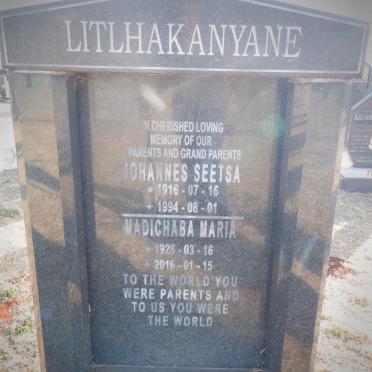 LITLHAKANYANE
IN CHERISHED LOVING
MEMORY OF OUR
PARENTS AND GRAND PARENTS
JOHANNES SEETSA
* 1916 - 07 - 16
+ 1994 - 08 - 01
MADICHABA MARIA
* 1928 - 03 - 16
+ 2016 - 01 - 15
TO THE WORLD YOU
WERE PARENTS AND
TO US YOU WERE
THE WORLD